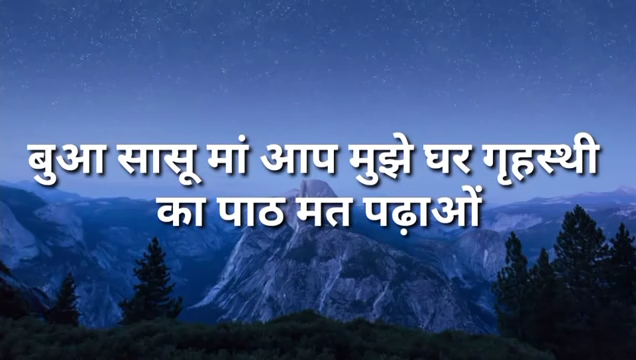 बुआ सासू मां आप मुझे घर गृहस्थी
का पाठ मत पढ़ाओं